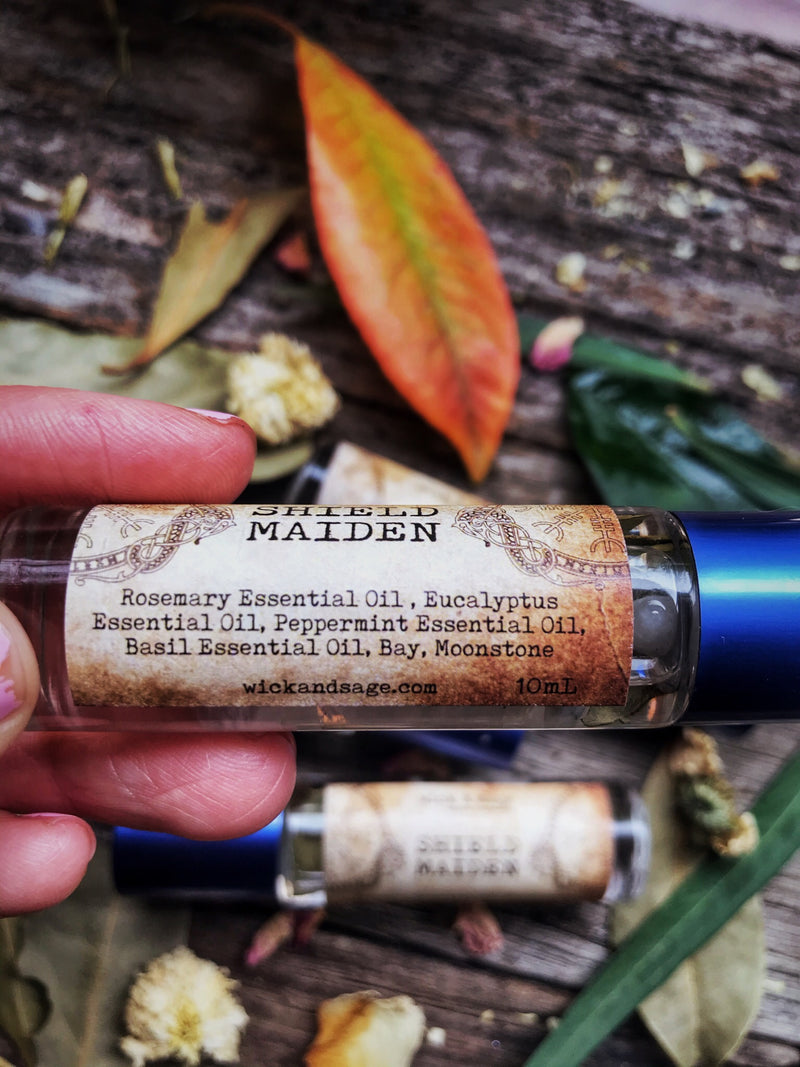 SHIELD
MAIDEN
Rosemary Essential Oil , Eucalyptus
Essential Oil, Peppermint Essential Oil,
Basil Essential Oil, Bay, Moonstone
wickandsage.com 10mL
SHIELD
MAIDEN